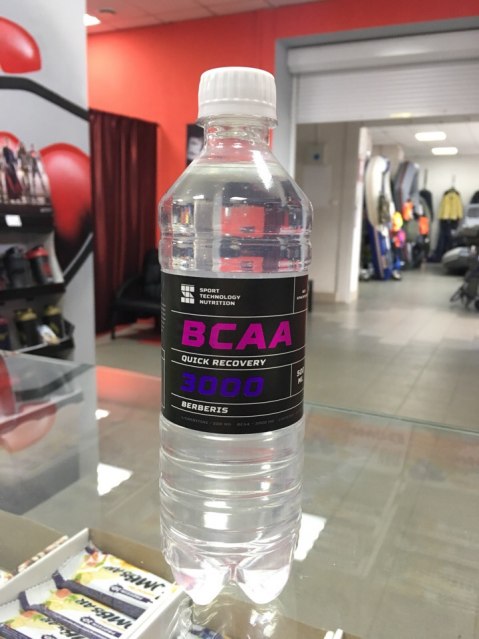 SPORT
TECHNOLOGY
NUTRITION
BCAA
QUICK RECOVERY
3000
500
ML
BERBERIS